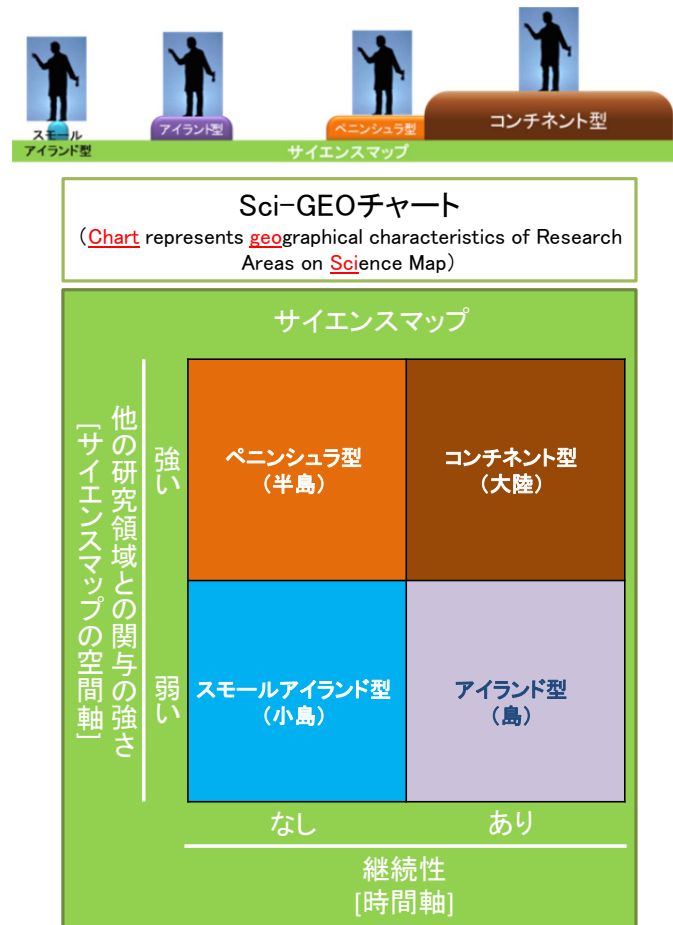 スモール
アイランド型
アイランド型
ペニンシュラ型
コンチネント型
サイエンスマップ
Sci-GEOチャート
（Chart represents geographical characteristics of Research
Areas on Science Map）
サイエンスマップ
他の研究領域との関与の強さ
[サイエンスマップの空間軸]
強い
弱い
ペニンシュラ型
（半島）
コンチネント型
（大陸）
スモールアイランド型
（小島）
アイランド型
（島）
なし
あり
継続性
[時間軸]